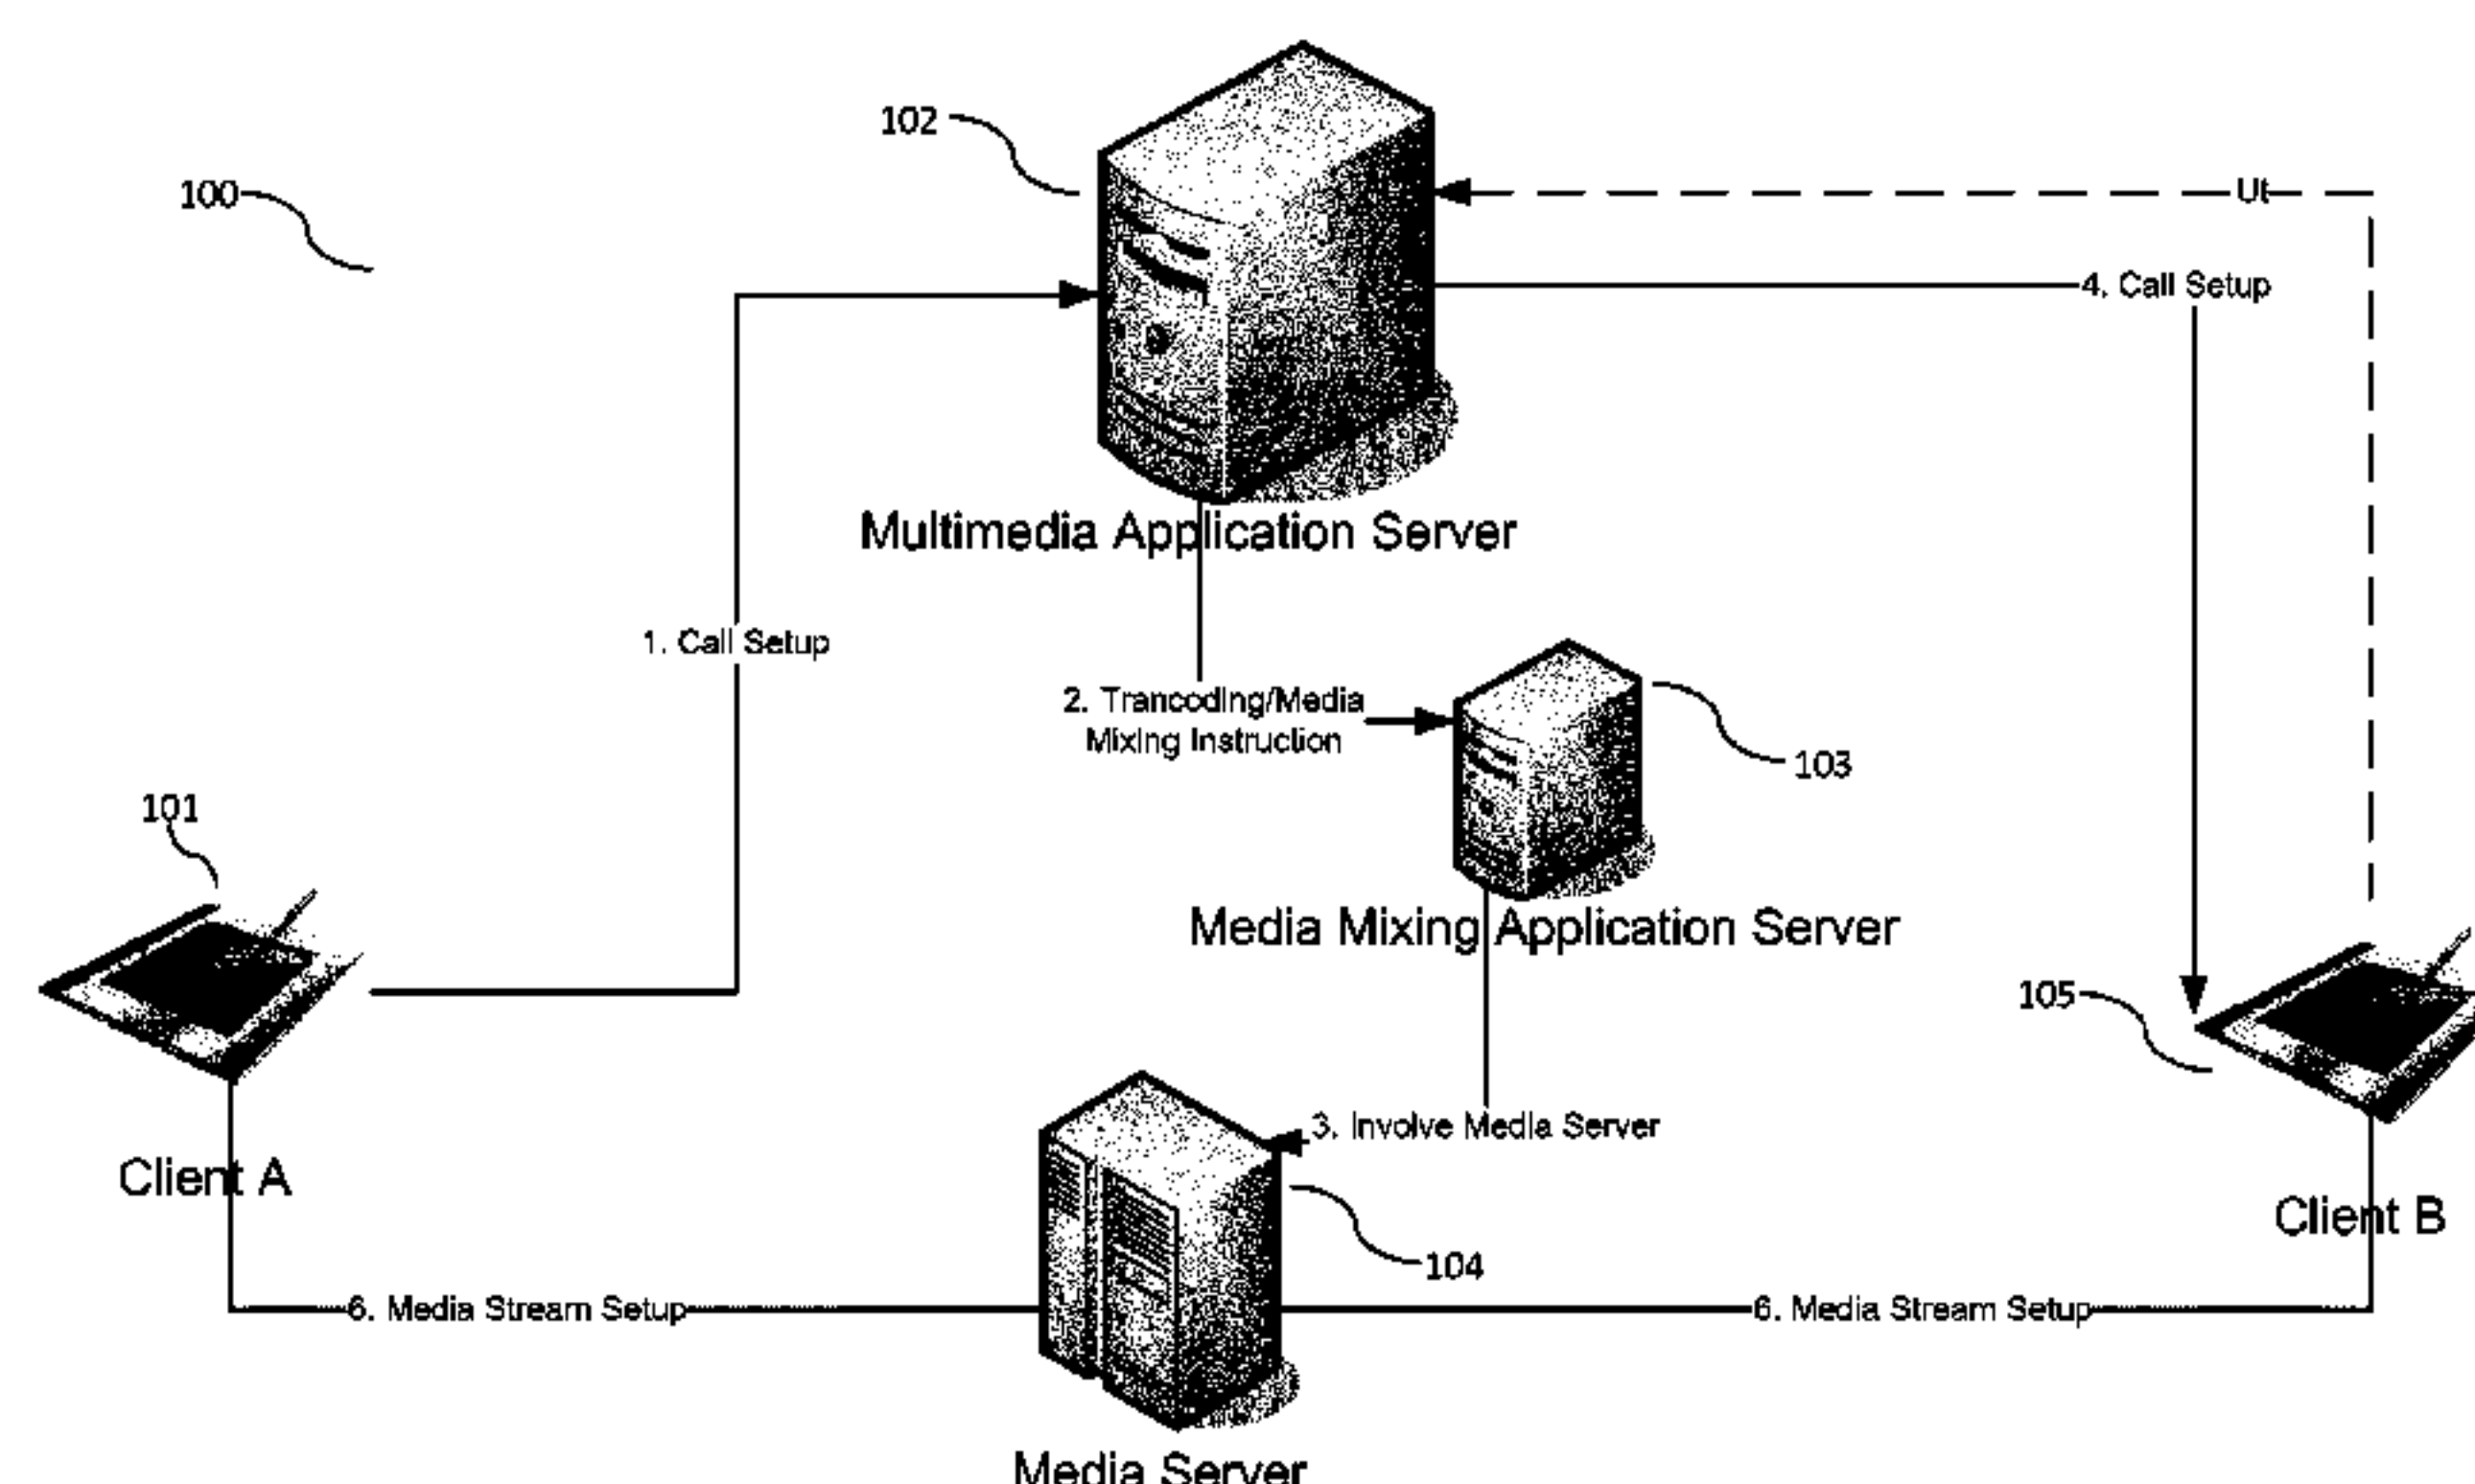 102
100
Ut
4. Call Setup
Multimedia Application Server
1. Call Setup
2. Trancoding/Media
Mixing Instruction
103
101
Media Mixing Application Server
105
3. Involve Media Server
Client A
Client B
104
6. Media Stream Setup
6. Media Stream Setup
Media Server